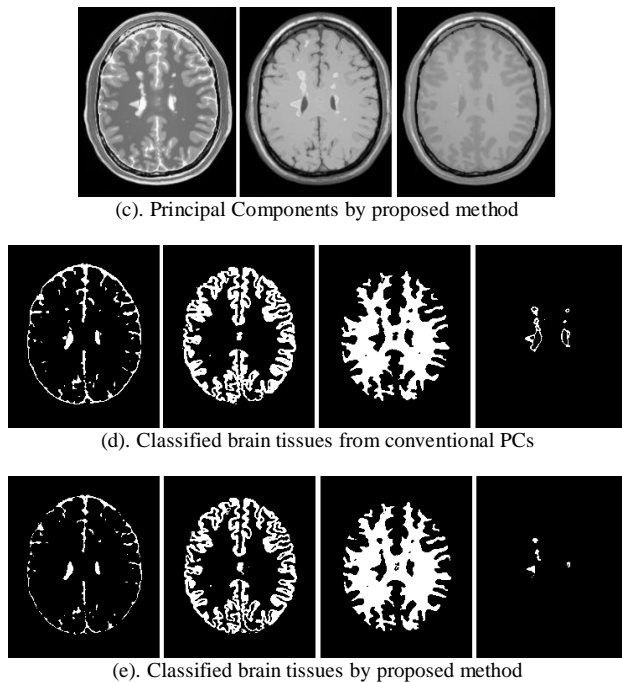 (c). Principal Components by proposed method
(d). Classified brain tissues from conventional PCs
(e). Classified brain tissues by proposed method